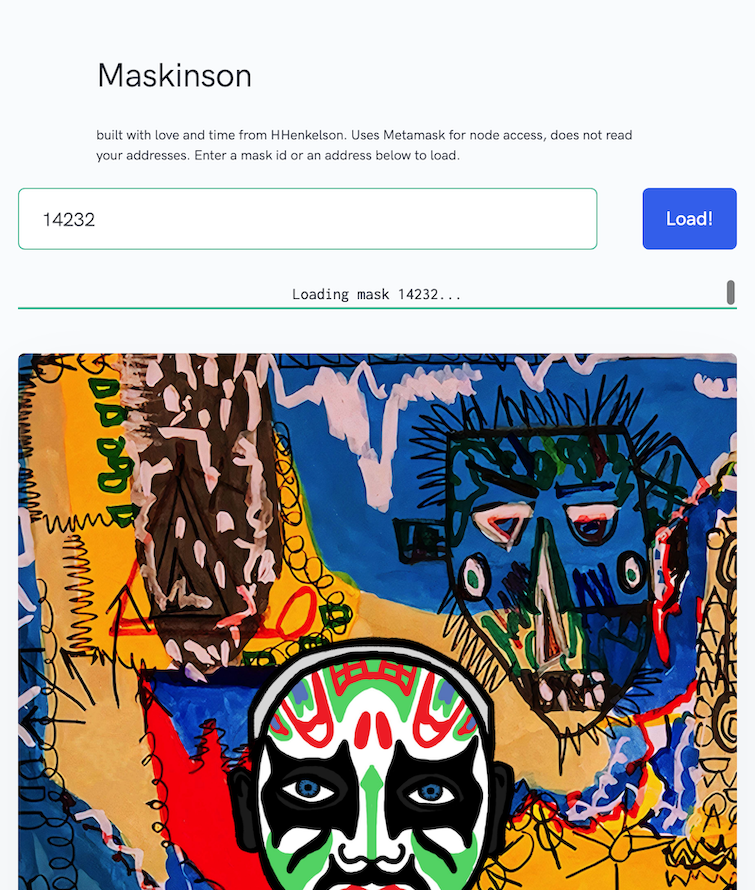 Maskinson
built with love and time from HHenkelson. Uses Metamask for node access, does not read
your addresses. Enter a mask id or an address below to load.
14232
Load!
Loading mask 14232...